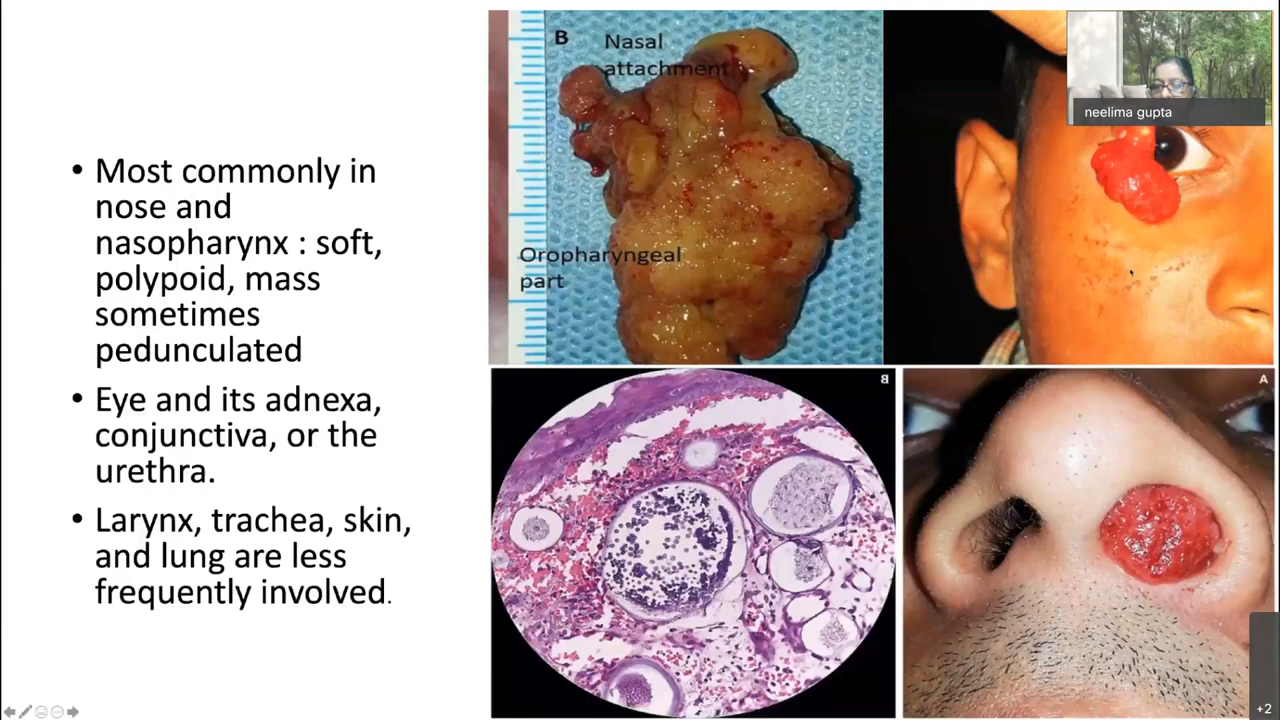 • Most commonly in
nose and
nasopharynx : soft,
polypoid, mass
sometimes
pedunculated
• Eye and its adnexa,
conjunctiva, or the
urethra.
• Larynx, trachea, skin,
and lung are less
frequently involved.
B
Nasal
attachment
Oropharyngeal
part
neelima gupta
B
A
+2